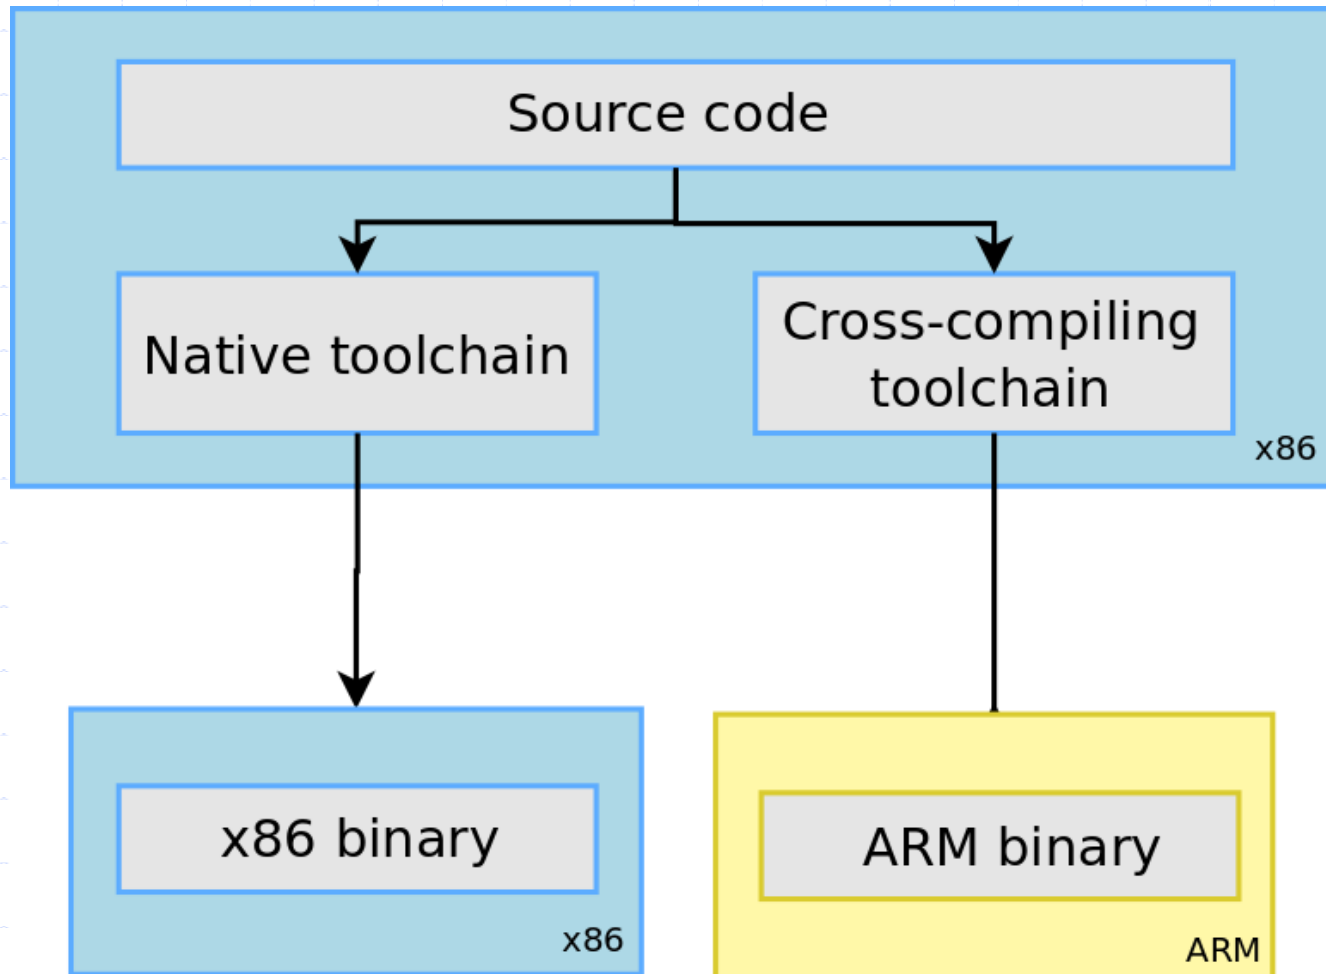 Source code
Native toolchain
Cross-compiling
toolchain
x86
x86 binary
x86
ARM binary
ARM